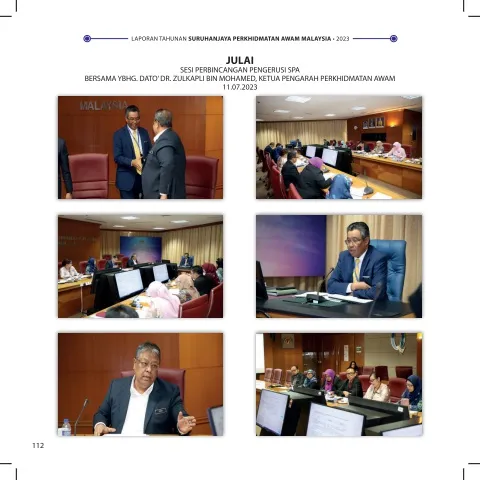 LAPORAN TAHUNAN SURUHANJAYA PERKHIDMATAN AWAM MALAYSIA • 2023
JULAI
SESI PERBINCANGAN PENGERUSI SPA
BERSAMA YBHG. DATO' DR. ZULKAPLI BIN MOHAMED, KETUA PENGARAH PERKHIDMATAN AWAM
11.07.2023
MALAYSIA
112